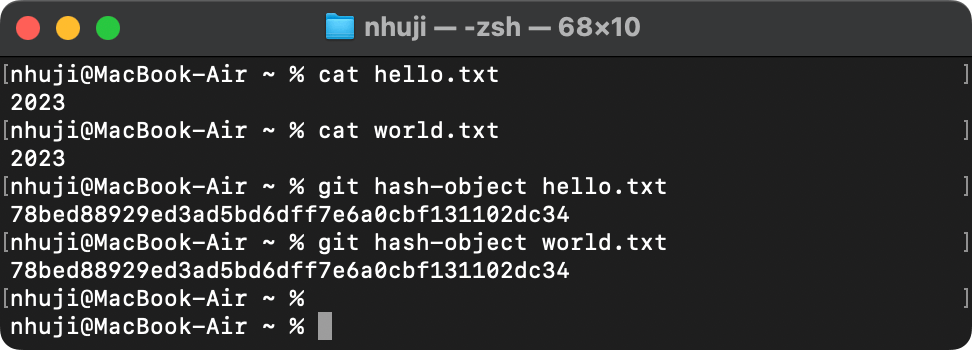 nhuji — -zsh — 68×10
[nhuji@MacBook-Air ~ % cat hello.txt ]
2023
[nhuji@MacBook-Air ~ % cat world.txt ]
2023
[nhuji@MacBook-Air ~ % git hash-object hello.txt ]
78bed88929ed3ad5bd6dff7e6a0cbf131102dc34
[nhuji@MacBook-Air ~ % git hash-object world.txt ]
78bed88929ed3ad5bd6dff7e6a0cbf131102dc34
[nhuji@MacBook-Air ~ % ]
nhuji@MacBook-Air ~ %